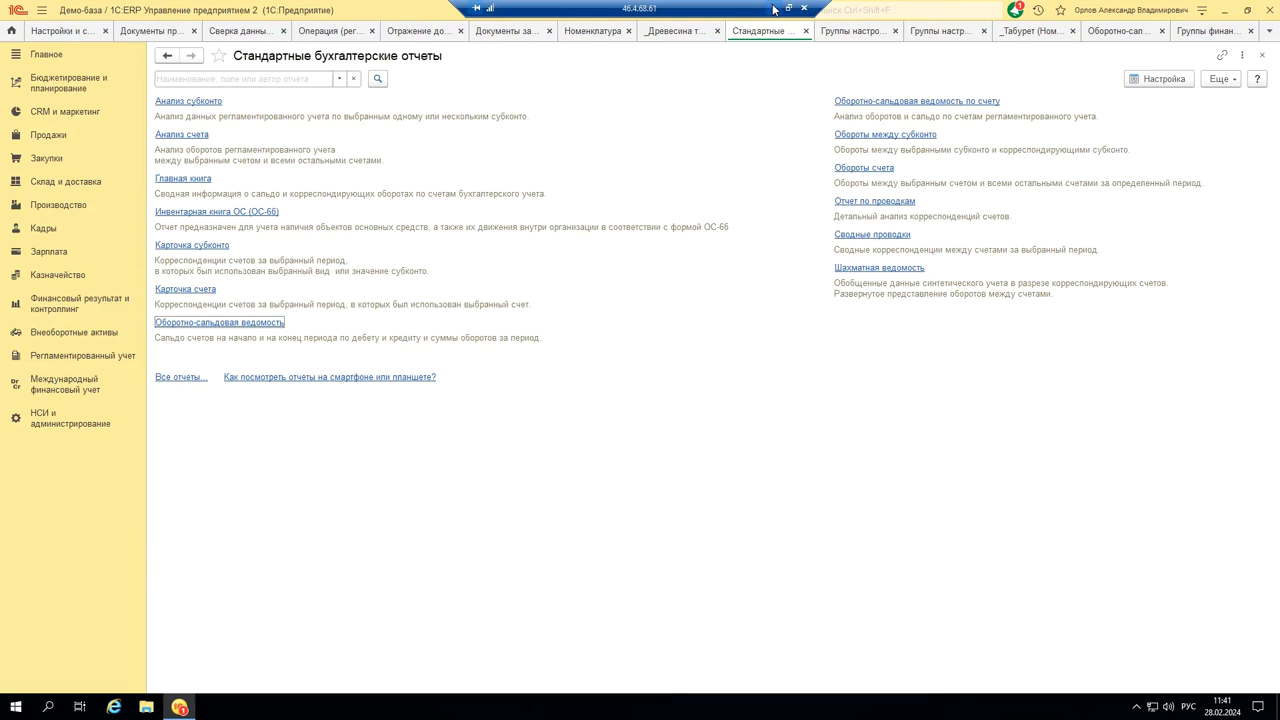 Демо-база / 1С:ERP Управление предприятием 2 (1С:Предприятие)
46.4.68.61
Ctrl+Shift+F
1
Орлов Александр Владимирович
Настройки и с...
Документы пр...
Сверка данны...
Операция (рег...
Отражение до...
Документы за...
Номенклатура
_Древесина т...
Стандартные ...
Группы настро...
Группы настр...
_Табурет (Ном...
Оборотно-сал...
Группы финан...
Главное
Бюджетирование и
планирование
CRM и маркетинг
Продажи
Закупки
Склад и доставка
Производство
Кадры
Зарплата
Казначейство
Финансовый результат и
контроллинг
Внеоборотные активы
Регламентированный учет
Международный
финансовый учет
НСИ и
администрирование
Стандартные бухгалтерские отчеты
Наименование, поле или автор отчета
Настройка
Еще
?
Анализ субконто
Анализ данных регламентированного учета по выбранным одному или нескольким субконто.
Анализ счета
Анализ оборотов регламентированного учета
между выбранным счетом и всеми остальными счетами.
Главная книга
Сводная информация о сальдо и корреспондирующих оборотах по счетам бухгалтерского учета.
Инвентарная книга ОС (ОС-6б)
Отчет предназначен для учета наличия объектов основных средств, а также их движения внутри организации в соответствии с формой ОС-6б
Карточка субконто
Корреспонденции счетов за выбранный период,
в которых был использован выбранный вид или значение субконто.
Карточка счета
Корреспонденции счетов за выбранный период, в которых был использован выбранный счет.
Оборотно-сальдовая ведомость
Сальдо счетов на начало и на конец периода по дебету и кредиту и суммы оборотов за период.
Все отчеты...
Как посмотреть отчеты на смартфоне или планшете?
Оборотно-сальдовая ведомость по счету
Анализ оборотов и сальдо по счетам регламентированного учета.
Обороты между субконто
Обороты между выбранными субконто и корреспондирующими субконто.
Обороты счета
Обороты между выбранным счетом и всеми остальными счетами за определенный период.
Отчет по проводкам
Детальный анализ корреспонденций счетов.
Сводные проводки
Сводные корреспонденции между счетами за выбранный период.
Шахматная ведомость
Обобщенные данные синтетического учета в разрезе корреспондирующих счетов.
Развернутое представление оборотов между счетами.
РУС
11:41
28.02.2024